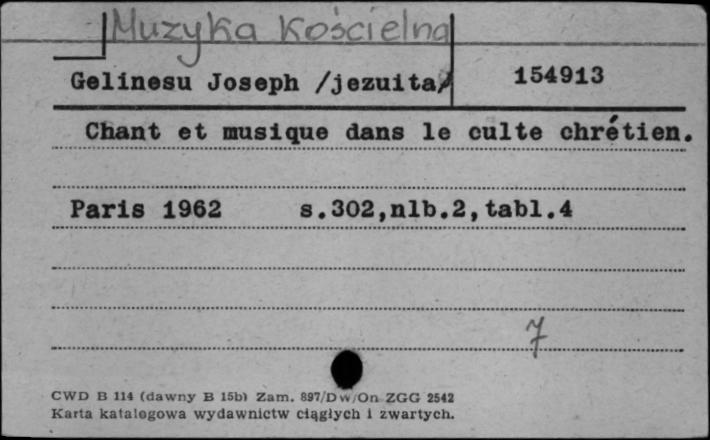 Muzyka Kościelna
Gelinesu Joseph /jezuita/ 154913
Chant et musique dans le culte chrétien.
Paris 1962 s.302,nlb.2,tabl.4
7
CWD B 114 (dawny B 15b) Zam. 897/DW/On ZGG 2542
Karta katalogowa wydawnictw ciągłych i zwartych.